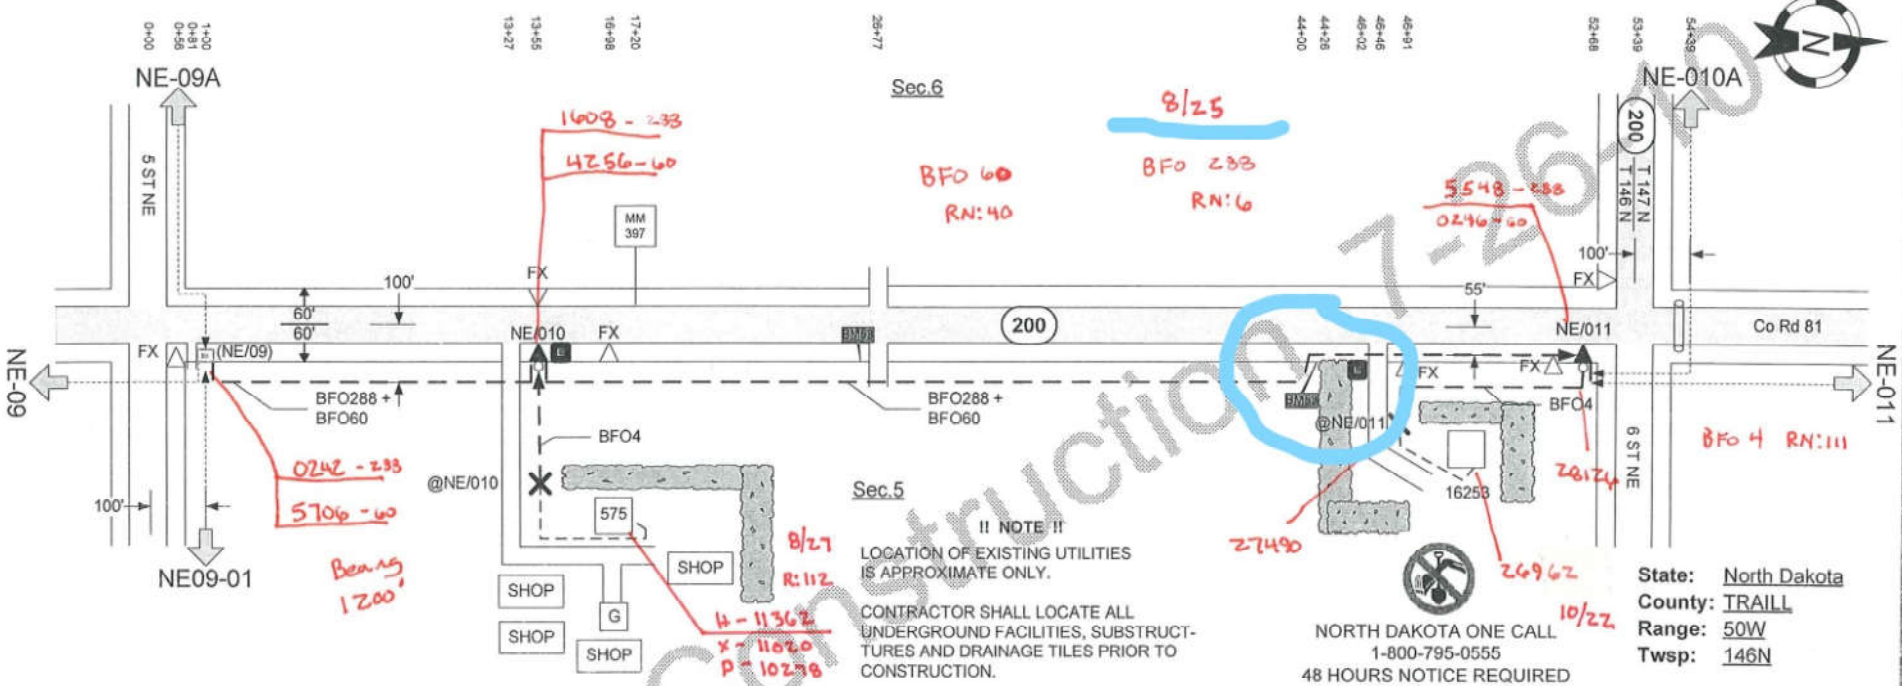 0+00
0+56
0+81
1+00
13+27
13+55
16+98
17+20
26+77
44+00
44+26
46+02
46+46
46+91
52+68
53+39
54+39
N
NE-09A
Sec.6
NE-010A
8/25
1608 - 233
4256-60
BFO 60
RN:40
BFO 233
RN:6
5548-288
0246-60
200
T 147 N
T 146 N
5 ST NE
MM
397
100'
FX
100'
FX
60'
60'
55'
NE/010
FX
200
NE/011
Co Rd 81
FX
(NE/09)
FX
FX
NE-09
NE-011
BFO288 +
BFO60
BFO288 +
BFO60
BFO4
BFO4
@NE/011
BFO 4 RN:111
0242 - 233
5706-60
@NE/010
Sec.5
6 ST NE
28124
16253
100'
575
!! NOTE !!
LOCATION OF EXISTING UTILITIES
IS APPROXIMATE ONLY.
CONTRACTOR SHALL LOCATE ALL
UNDERGROUND FACILITIES, SUBSTRUCT-
TURES AND DRAINAGE TILES PRIOR TO
CONSTRUCTION.
27490
26962
10/22
NE09-01
1200'
8/27
R:112
SHOP
SHOP
SHOP
G
SHOP
H-11362
X-11020
P-10278
NORTH DAKOTA ONE CALL
1-800-795-0555
48 HOURS NOTICE REQUIRED
State: North Dakota
County: TRAILL
Range: 50W
Twsp: 146N
Construction 7-26-10